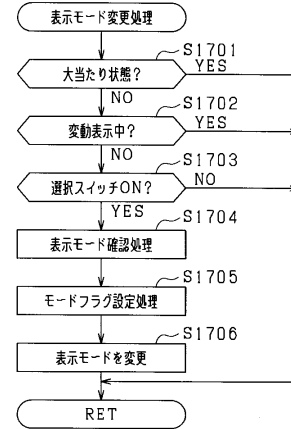 表示モード変更処理
S1701
大当たり状態?
YES
NO
S1702
変動表示中?
YES
NO
S1703
選択スイッチON?
NO
YES
S1704
表示モード確認処理
S1705
モードフラグ設定処理
S1706
表示モードを変更
RET